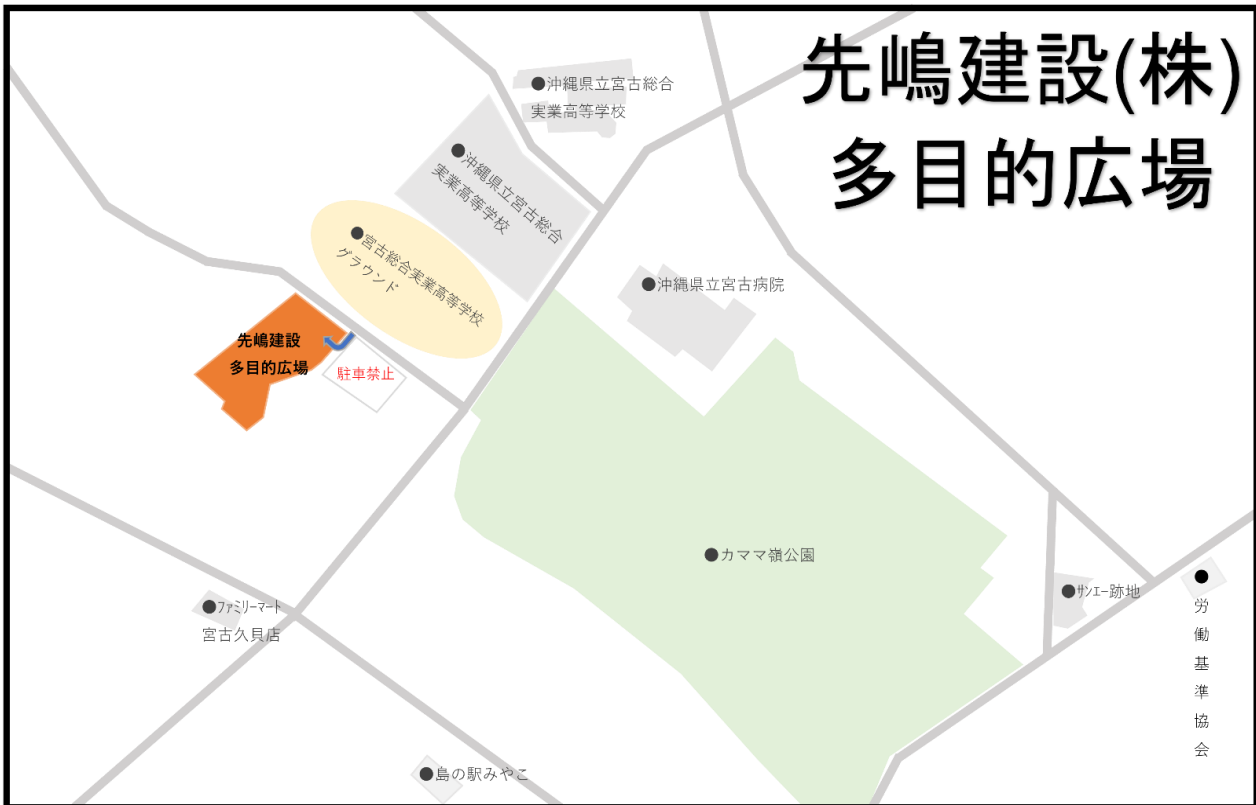 先嶋建設(株)
多目的広場
●沖縄県立宮古総合
実業高等学校
●沖縄県立宮古総合
実業高等学校
●宮古総合実業高等学校
グラウンド
●沖縄県立宮古病院
先嶋建設
多目的広場
駐車禁止
●カママ嶺公園
●サンエー跡地
●
労
働
基
準
協
会
●ファミリーマート
宮古久貝店
●島の駅みやこ